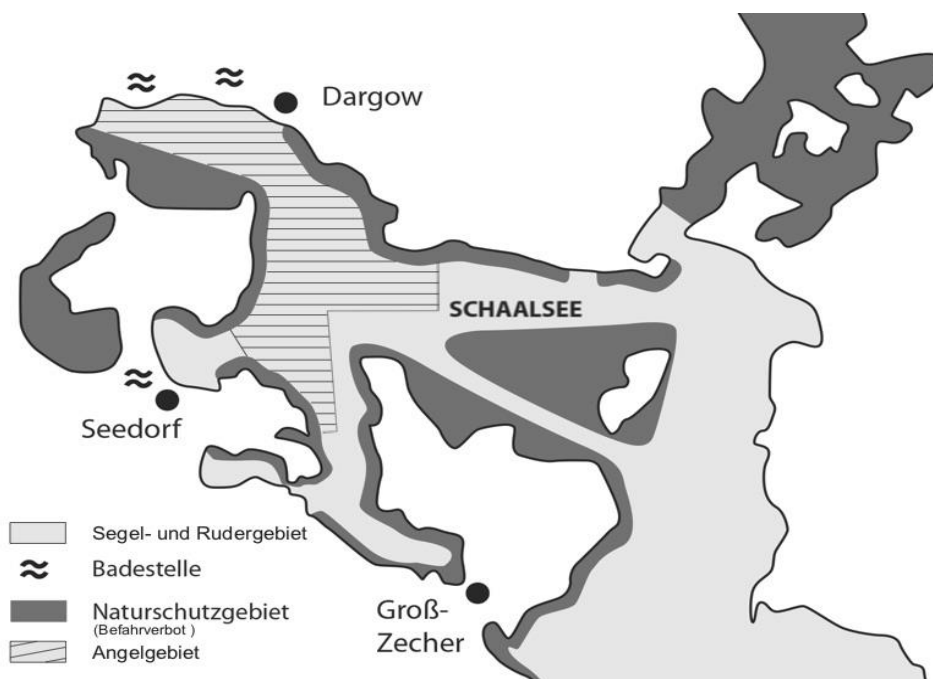 Dargow
SCHAALSEE
Seedorf
Groß-
Zecher
Segel- und Rudergebiet
Badestelle
Naturschutzgebiet
(Befahrverbot )
Angelgebiet